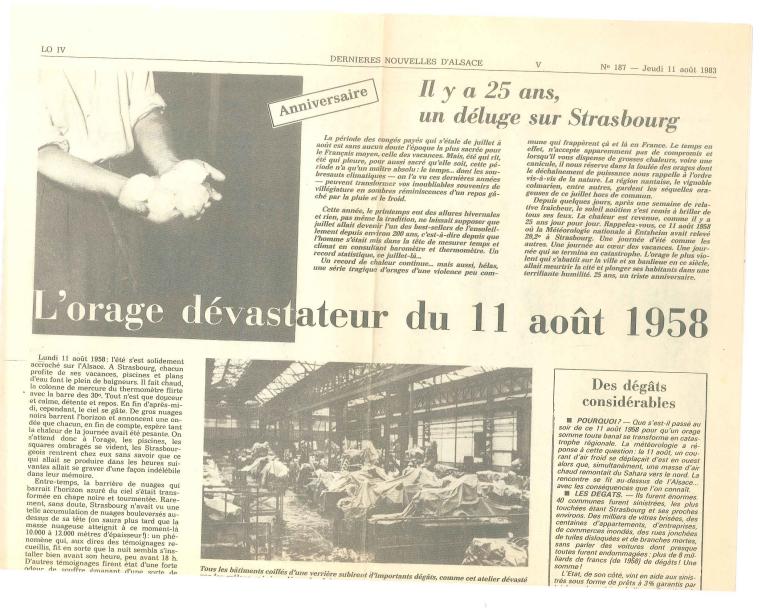 LO IV
DERNIERES NOUVELLES D'ALSACE
V
Nº 187 — Jeudi 11 août 1983
Anniversaire
Il y a 25 ans,
un déluge sur Strasbourg
La période des congés payés qui s'étale de juillet à
août est sans aucun doute l'époque la plus sacrée pour
le Français moyen, celle des vacances. Mais, été qui rit,
été qui pleure, pour aussi sacré qu'elle soit, cette pé-
riode n'a qu'un maître absolu : le temps... dont les sou-
bresauts climatiques — on l'a vu ces dernières années
— peuvent transformer vos inoubliables souvenirs de
villégiature en sombres réminiscences d'un repos gâ-
ché par la pluie et le froid.
Cette année, le printemps eut des allures hivernales
et rien, pas même la tradition, ne laissait supposer que
juillet allait devenir l'un des best-sellers de l'ensoleil-
lement depuis environ 200 ans, c'est-à-dire depuis que
l'homme s'était mis dans la tête de mesurer temps et
climat en consultant baromètre et thermomètre. Un
record statistique, ce juillet-là...
Un record de chaleur continue... mais aussi, hélas,
une série tragique d'orages d'une violence peu com-
mune qui frappèrent çà et là en France. Le temps en
effet, n'accepte apparemment pas de compromis et
lorsqu'il vous dispense de grosses chaleurs, voire une
canicule, il nous réserve dans la foulée des orages dont
le déchaînement de puissance nous rappelle à l'ordre
vis-à-vis de la nature. La région nantaise, le vignoble
colmarien, entre autres, gardent les séquelles ora-
geuses de ce juillet hors de commun.
Depuis quelques jours, après une semaine de rela-
tive fraîcheur, le soleil aoûtien s'est remis à briller de
tous ses feux. La chaleur est revenue, comme il y a
25 ans jour pour jour. Rappelez-vous, ce 11 août 1958
où la Météorologie nationale à Entzheim avait relevé
29,2º à Strasbourg. Une journée d'été comme les
autres. Une journée au cœur des vacances. Une jour-
née qui se termina en catastrophe. L'orage le plus vio-
lent qui s'abattit sur la ville et sa banlieue en ce siècle,
allait meurtrir la cité et plonger ses habitants dans une
terrifiante humilité. 25 ans, un triste anniversaire.
L'orage dévastateur du 11 août 1958
Lundi 11 août 1958 : l'été s'est solidement
accroché sur l'Alsace. A Strasbourg, chacun
profite de ses vacances, piscines et plans
d'eau font le plein de baigneurs. Il fait chaud,
la colonne de mercure du thermomètre flirte
avec la barre des 30º. Tout n'est que douceur
et calme, détente et repos. En fin d'après-mi-
di, cependant, le ciel se gâte. De gros nuages
noirs barrent l'horizon et annoncent une on-
dée que chacun, en fin de compte, espère tant
la chaleur de la journée avait été pesante. On
s'attend donc à l'orage, les piscines, les
squares ombragés se vident, les Strasbour-
geois rentrent chez eux sans savoir que ce
qui allait se produire dans les heures sui-
vantes allait se graver d'une façon indélébile
dans leur mémoire.
Entre-temps, la barrière de nuages qui
barrait l'horizon azuré du ciel s'était trans-
formée en chape noire et tourmentée. Rare-
ment, sans doute, Strasbourg n'avait vu une
telle accumulation de nuages bouleversés au-
dessus de sa tête (on saura plus tard que la
masse nuageuse atteignait à ce moment-là
10.000 à 12.000 mètres d'épaisseur !) : un phé-
nomène qui, aux dires des témoignages re-
cueillis, fit en sorte que la nuit sembla s'ins-
taller bien avant son heure, peu avant 18 h.
D'autres témoignages firent état d'une forte
odeur de souffre émanant d'une sorte de
Tous les bâtiments coiffés d'une verrière subirent d'importants dégâts, comme cet atelier dévasté
Des dégâts
considérables
■ POURQUOI ? — Que s'est-il passé au
soir de ce 11 août 1958 pour qu'un orage
somme toute banal se transforme en catas-
trophe régionale. La météorologie a ré-
ponse à cette question : le 11 août, un cou-
rant d'air froid se déplaçait d'est en ouest
alors que, simultanément, une masse d'air
chaud remontait du Sahara vers le nord. La
rencontre se fit au-dessus de l'Alsace...
avec les conséquences que l'on connaît.
■ LES DEGATS. — Ils furent énormes.
40 communes furent sinistrées, les plus
touchées étant Strasbourg et ses proches
environs. Des milliers de vitres brisées, des
centaines d'appartements, d'entreprises,
de commerces inondés, des rues jonchées
de tuiles disloquées et de branches mortes,
sans parler des voitures dont presque
toutes furent endommagées : plus de 8 mil-
liards de francs (de 1958) de dégâts ! Une
somme !
L'Etat, de son côté, vint en aide aux sinis-
trés sous forme de prêts à 3 % garantis par